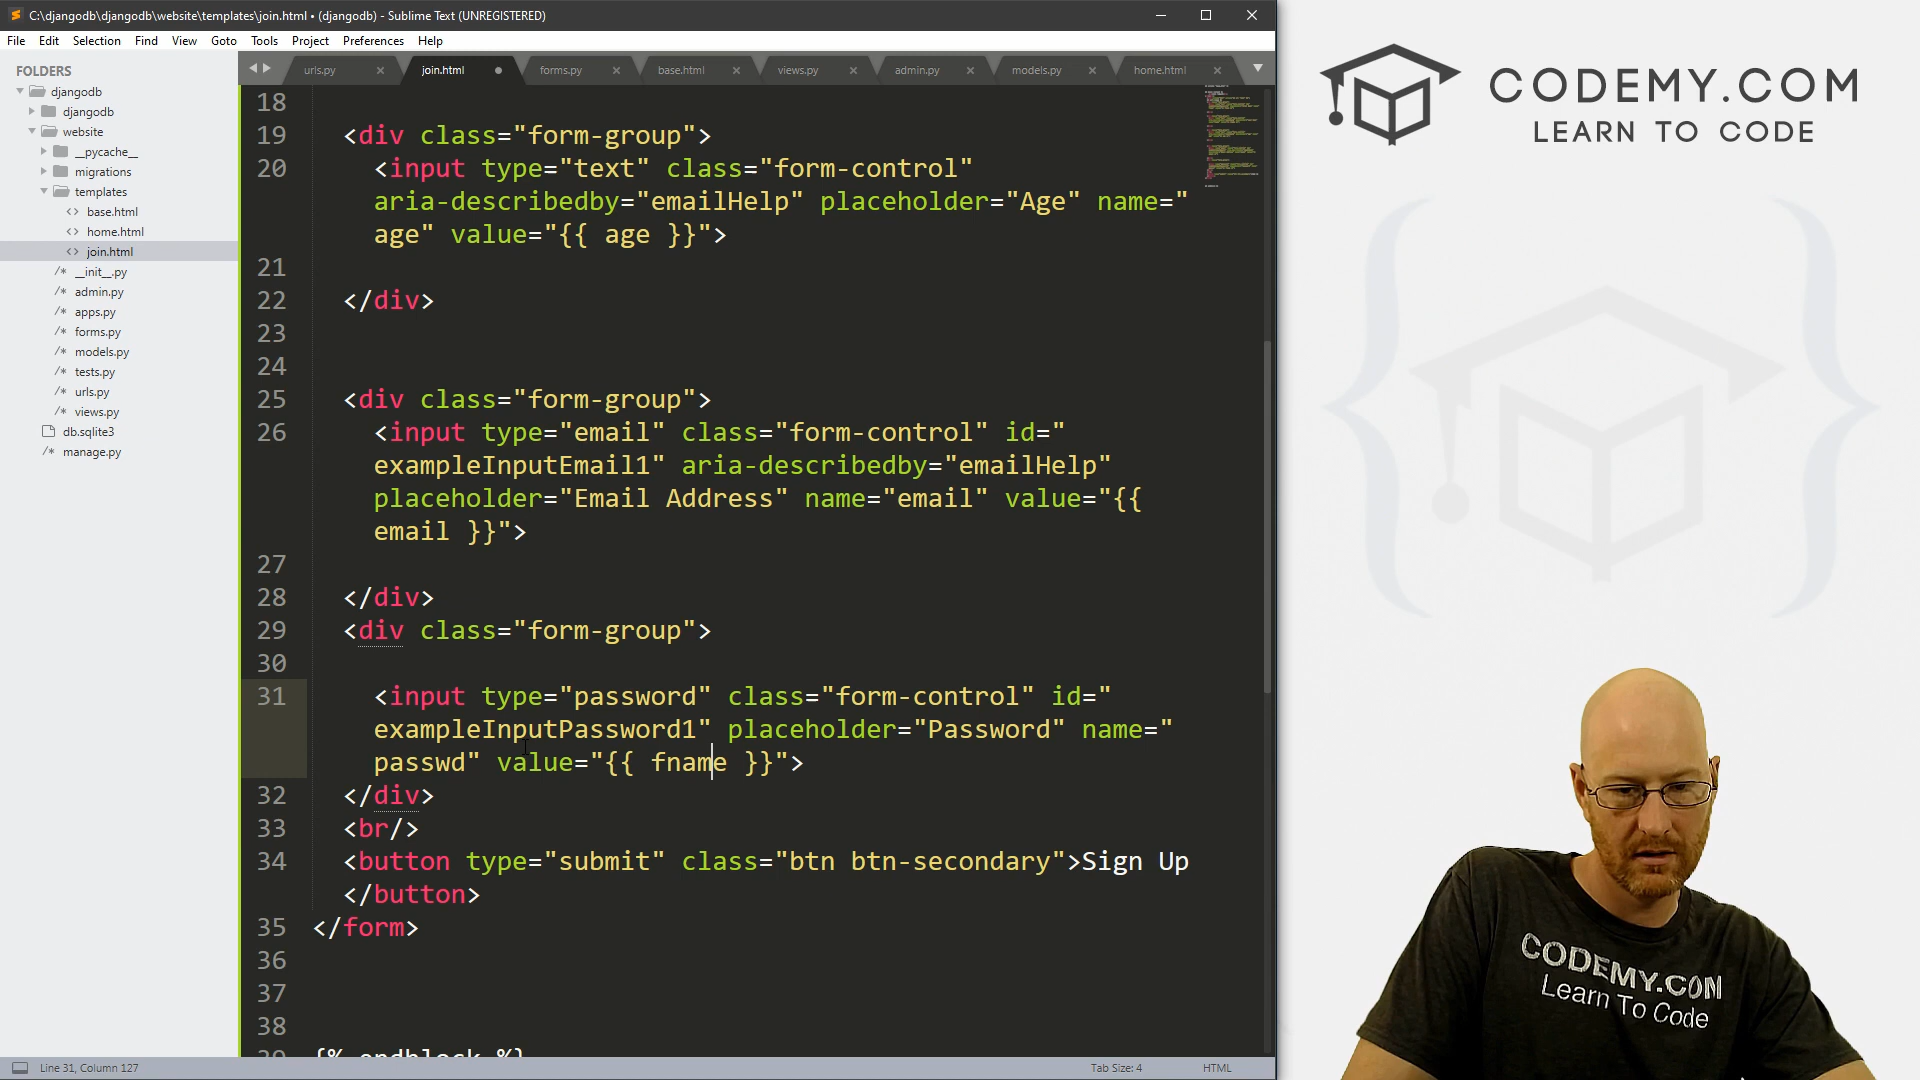 C:\djangodb\djangodb\website\templates\join.html • (djangodb) - Sublime Text (UNREGISTERED)
File Edit Selection Find View Goto Tools Project Preferences Help
FOLDERS
djangodb
djangodb
website
__pycache__
migrations
templates
base.html
home.html
join.html
__init__.py
admin.py
apps.py
forms.py
models.py
tests.py
urls.py
views.py
db.sqlite3
manage.py
urls.py join.html forms.py base.html views.py admin.py models.py home.html
18
19 <div class="form-group">
20 <input type="text" class="form-control"
aria-describedby="emailHelp" placeholder="Age" name="
age" value="{{ age }}">
21
22 </div>
23
24
25 <div class="form-group">
26 <input type="email" class="form-control" id="
exampleInputEmail1" aria-describedby="emailHelp"
placeholder="Email Address" name="email" value="{{
email }}">
27
28 </div>
29 <div class="form-group">
30
31 <input type="password" class="form-control" id="
exampleInputPassword1" placeholder="Password" name="
passwd" value="{{ fname }}">
32 </div>
33 <br/>
34 <button type="submit" class="btn btn-secondary">Sign Up
</button>
35 </form>
36
37
38
39 {% endblock %}
Line 31, Column 127
Tab Size: 4
HTML
CODEMY.COM
LEARN TO CODE
CODEMY.COM
Learn To Code